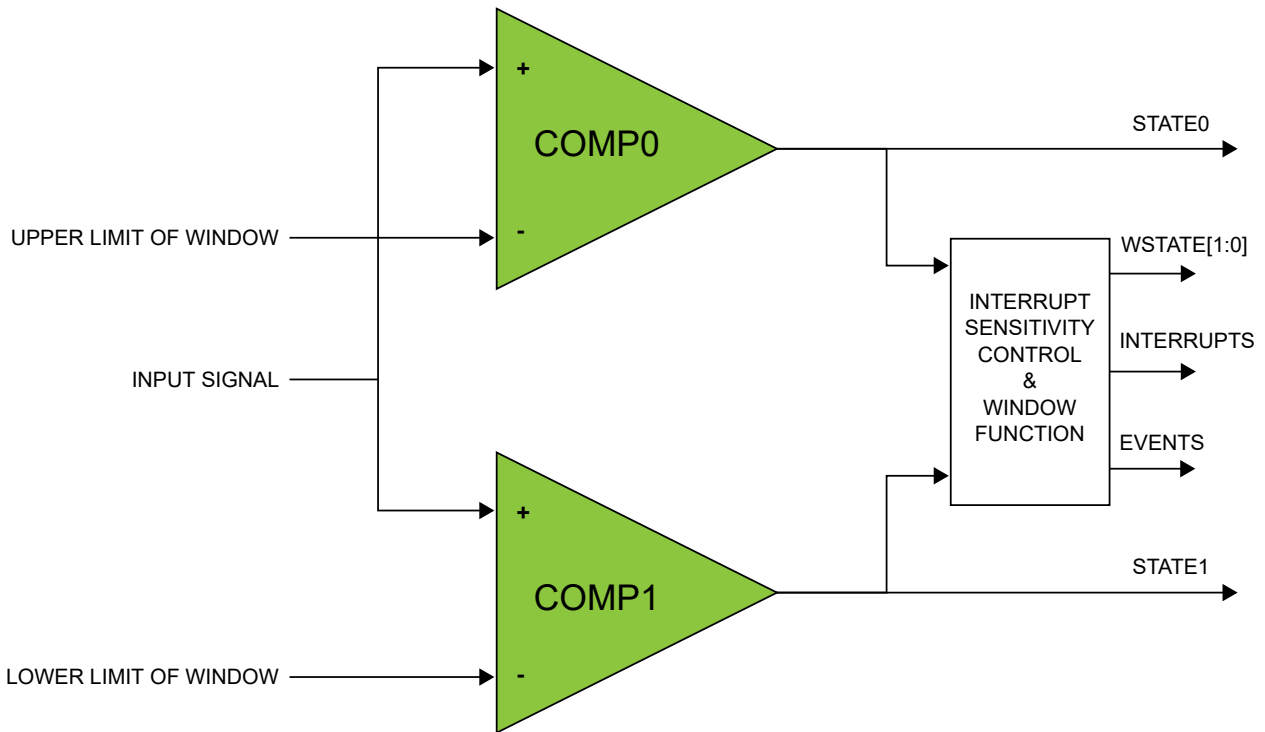 +
COMP0
-
STATE0
UPPER LIMIT OF WINDOW
INPUT SIGNAL
INTERRUPT
SENSITIVITY
CONTROL
&
WINDOW
FUNCTION
WSTATE[1:0]
INTERRUPTS
EVENTS
+
COMP1
-
STATE1
LOWER LIMIT OF WINDOW